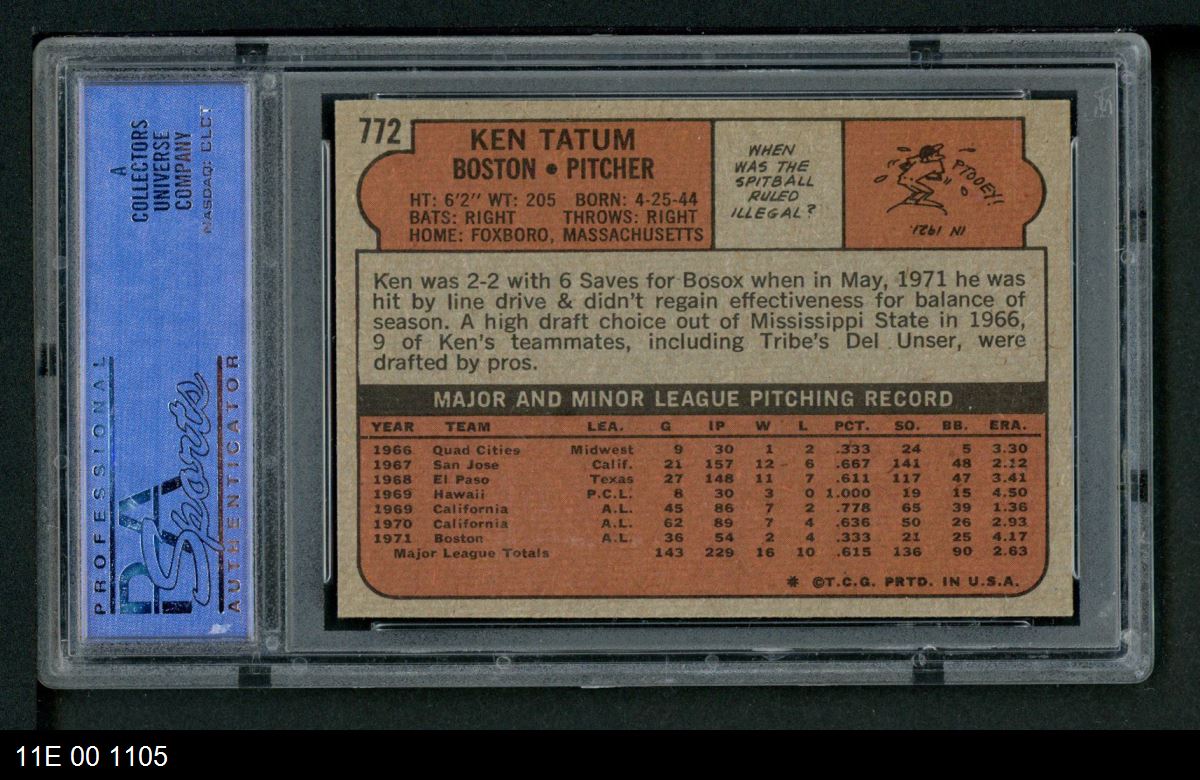 A
COLLECTORS
UNIVERSE
COMPANY
NASDAQ: CLCT
PROFESSIONAL
PSA
Sports
AUTHENTICATOR
772
KEN TATUM
BOSTON • PITCHER
HT: 6'2" WT: 205 BORN: 4-25-44
BATS: RIGHT THROWS: RIGHT
HOME: FOXBORO, MASSACHUSETTS
WHEN
WAS THE
SPITBALL
RULED
ILLEGAL?
PTOOEY!
IN 1921.
Ken was 2-2 with 6 Saves for Bosox when in May, 1971 he was
hit by line drive & didn't regain effectiveness for balance of
season. A high draft choice out of Mississippi State in 1966,
9 of Ken's teammates, including Tribe's Del Unser, were
drafted by pros.
MAJOR AND MINOR LEAGUE PITCHING RECORD
YEAR TEAM LEA. G IP W L PCT. SO. BB. ERA.
1966 Quad Cities Midwest 9 30 1 2 .333 24 5 3.30
1967 San Jose Calif. 21 157 12 6 .667 141 48 2.12
1968 El Paso Texas 27 148 11 7 .611 117 47 3.41
1969 Hawaii P.C.L. 8 30 3 0 1.000 19 15 4.50
1969 California A.L. 45 86 7 2 .778 65 39 1.36
1970 California A.L. 62 89 7 4 .636 50 26 2.93
1971 Boston A.L. 36 54 2 4 .333 21 25 4.17
Major League Totals 143 229 16 10 .615 136 90 2.63
* ©T.C.G. PRTD. IN U.S.A.
11E 00 1105